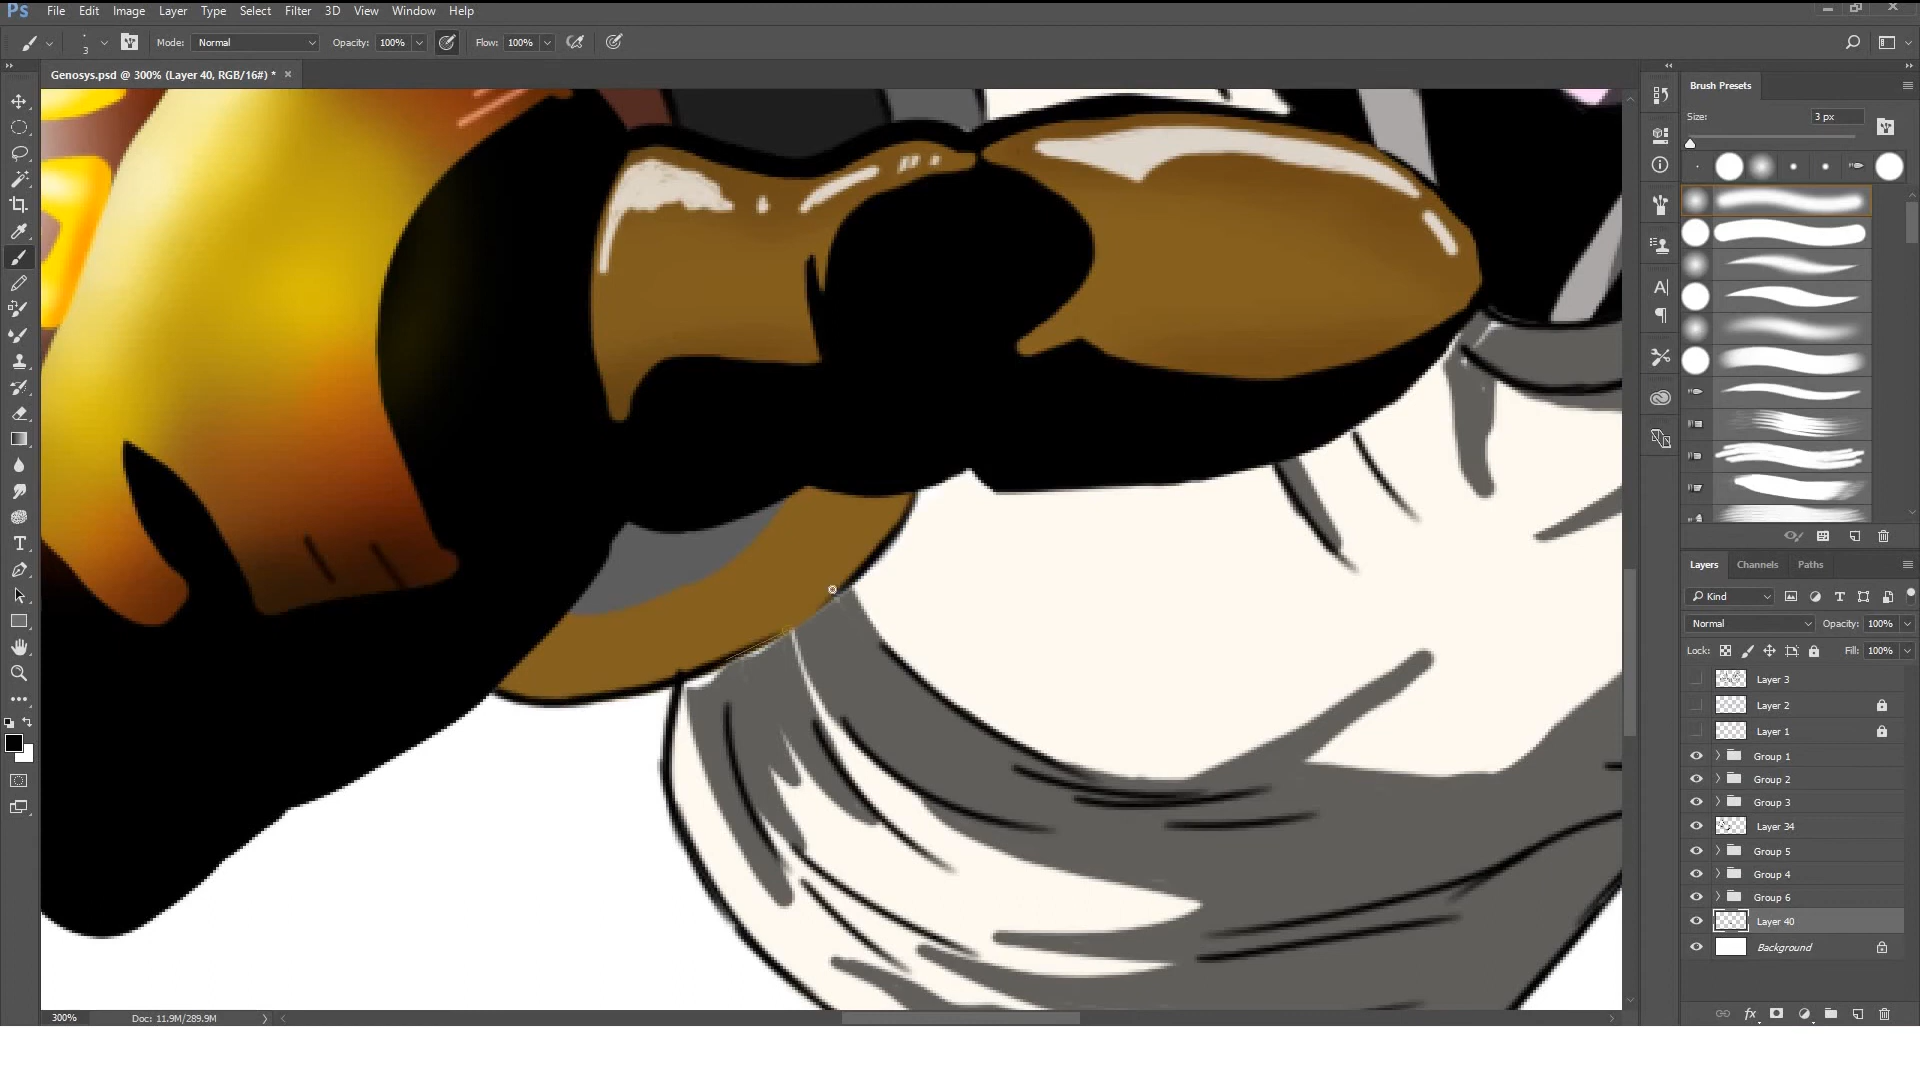 Ps File Edit Image Layer Type Select Filter 3D View Window Help
3 Mode: Normal Opacity: 100% Flow: 100%
Genosys.psd @ 300% (Layer 40, RGB/16#) * ×
Brush Presets
Size: 3 px
Layers Channels Paths
Kind
Normal Opacity: 100%
Lock: Fill: 100%
Layer 3
Layer 2
Layer 1
Group 1
Group 2
Group 3
Layer 34
Group 5
Group 4
Group 6
Layer 40
Background
300% Doc: 11.9M/289.9M